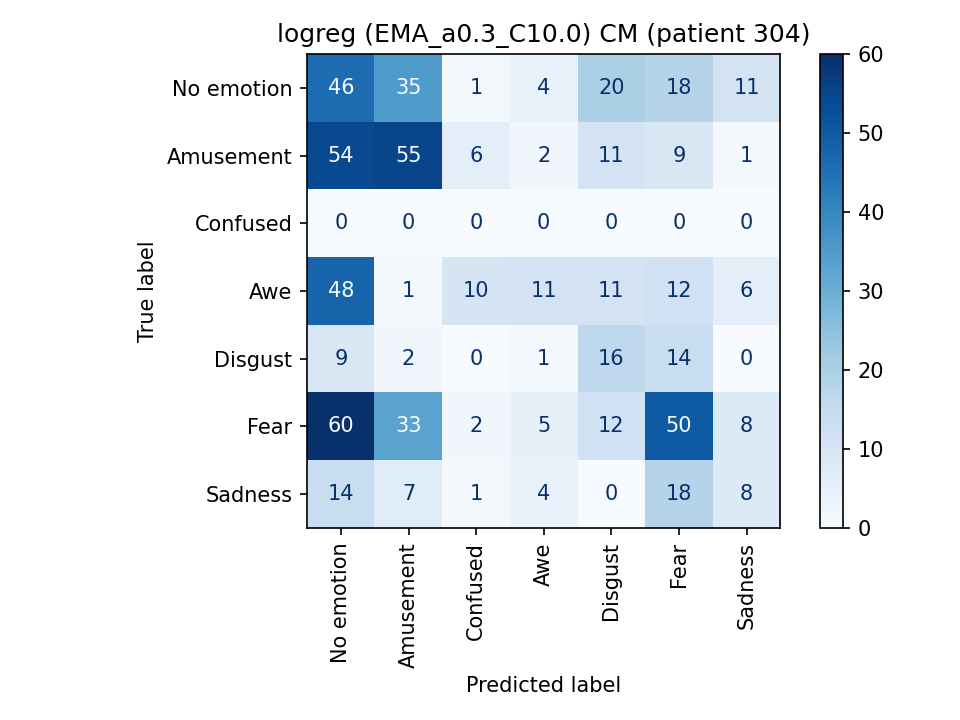 logreg (EMA_a0.3_C10.0) CM (patient 304)
No emotion 46 35 1 4 20 18 11
Amusement 54 55 6 2 11 9 1
Confused 0 0 0 0 0 0 0
Awe 48 1 10 11 11 12 6
Disgust 9 2 0 1 16 14 0
Fear 60 33 2 5 12 50 8
Sadness 14 7 1 4 0 18 8
True label
No emotion
Amusement
Confused
Awe
Disgust
Fear
Sadness
Predicted label
60
50
40
30
20
10
0